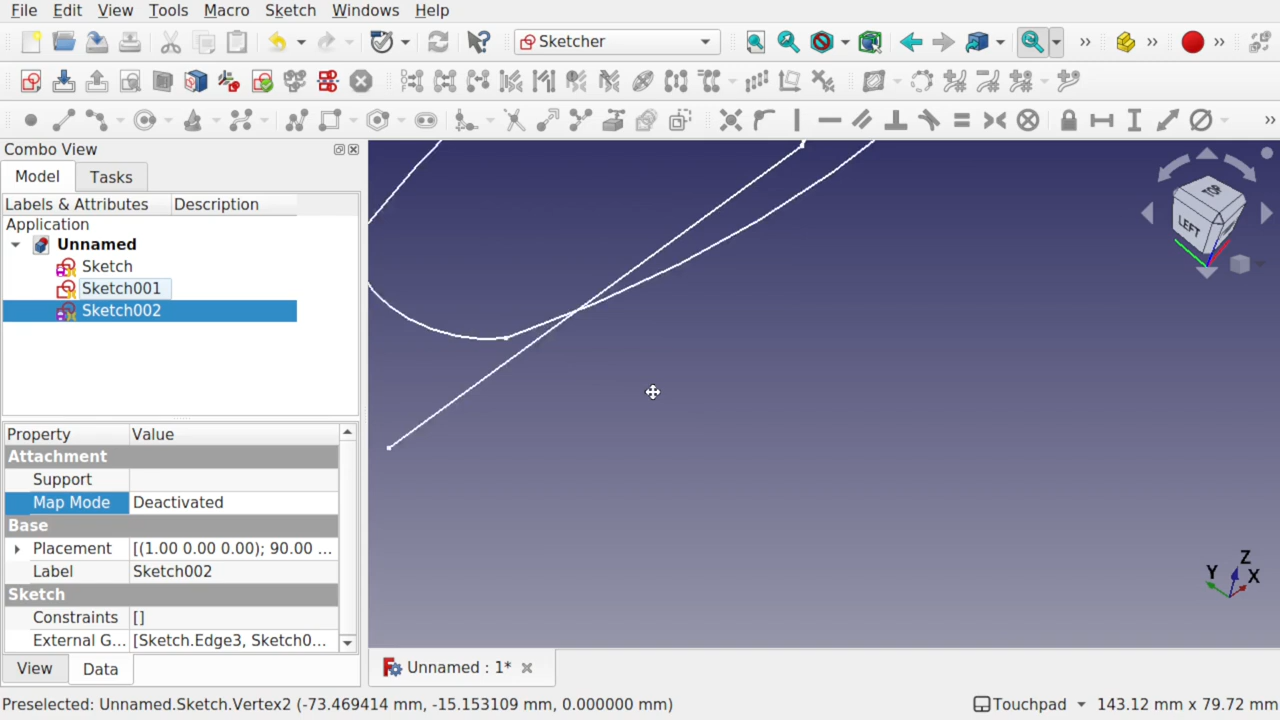 File Edit View Tools Macro Sketch Windows Help
Sketcher
Combo View
Model Tasks
Labels & Attributes Description
Application
Unnamed
Sketch
Sketch001
Sketch002
Property Value
Attachment
Support
Map Mode Deactivated
Base
Placement [(1.00 0.00 0.00); 90.00 ...
Label Sketch002
Sketch
Constraints []
External G... [Sketch.Edge3, Sketch0...
View Data
LEFT
Z
Y X
Unnamed : 1*
Preselected: Unnamed.Sketch.Vertex2 (-73.469414 mm, -15.153109 mm, 0.000000 mm) Touchpad 143.12 mm x 79.72 mm